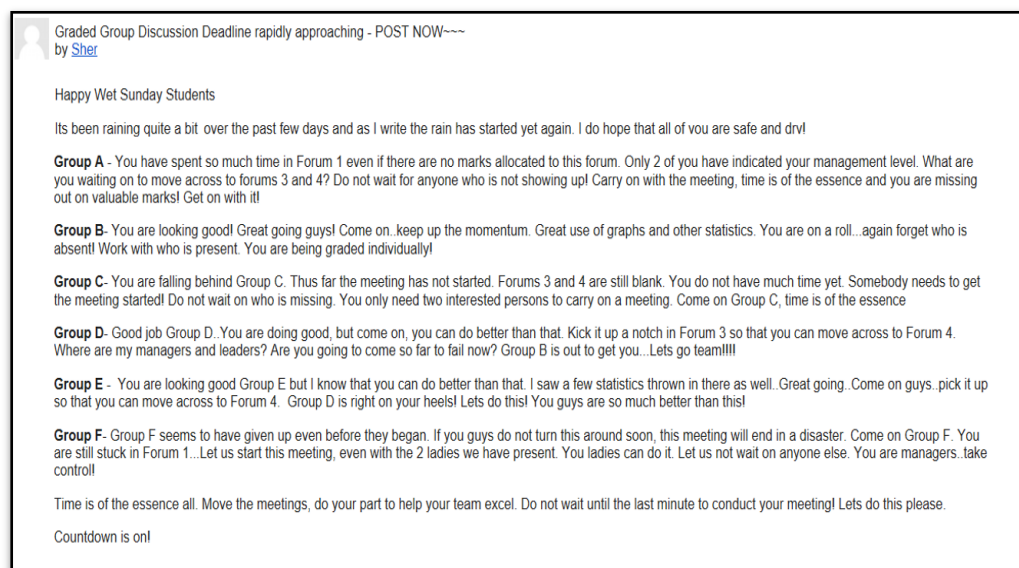 Graded Group Discussion Deadline rapidly approaching - POST NOW~~~
by Sher
Happy Wet Sunday Students
Its been raining quite a bit over the past few days and as I write the rain has started yet again. I do hope that all of you are safe and dry!
Group A - You have spent so much time in Forum 1 even if there are no marks allocated to this forum. Only 2 of you have indicated your management level. What are
you waiting on to move across to forums 3 and 4? Do not wait for anyone who is not showing up! Carry on with the meeting, time is of the essence and you are missing
out on valuable marks! Get on with it!
Group B- You are looking good! Great going guys! Come on..keep up the momentum. Great use of graphs and other statistics. You are on a roll...again forget who is
absent! Work with who is present. You are being graded individually!
Group C- You are falling behind Group C. Thus far the meeting has not started. Forums 3 and 4 are still blank. You do not have much time yet. Somebody needs to get
the meeting started! Do not wait on who is missing. You only need two interested persons to carry on a meeting. Come on Group C, time is of the essence
Group D- Good job Group D..You are doing good, but come on, you can do better than that. Kick it up a notch in Forum 3 so that you can move across to Forum 4.
Where are my managers and leaders? Are you going to come so far to fail now? Group B is out to get you...Lets go team!!!!
Group E - You are looking good Group E but I know that you can do better than that. I saw a few statistics thrown in there as well..Great going..Come on guys..pick it up
so that you can move across to Forum 4. Group D is right on your heels! Lets do this! You guys are so much better than this!
Group F- Group F seems to have given up even before they began. If you guys do not turn this around soon, this meeting will end in a disaster. Come on Group F. You
are still stuck in Forum 1...Let us start this meeting, even with the 2 ladies we have present. You ladies can do it. Let us not wait on anyone else. You are managers..take
control!
Time is of the essence all. Move the meetings, do your part to help your team excel. Do not wait until the last minute to conduct your meeting! Lets do this please.
Countdown is on!